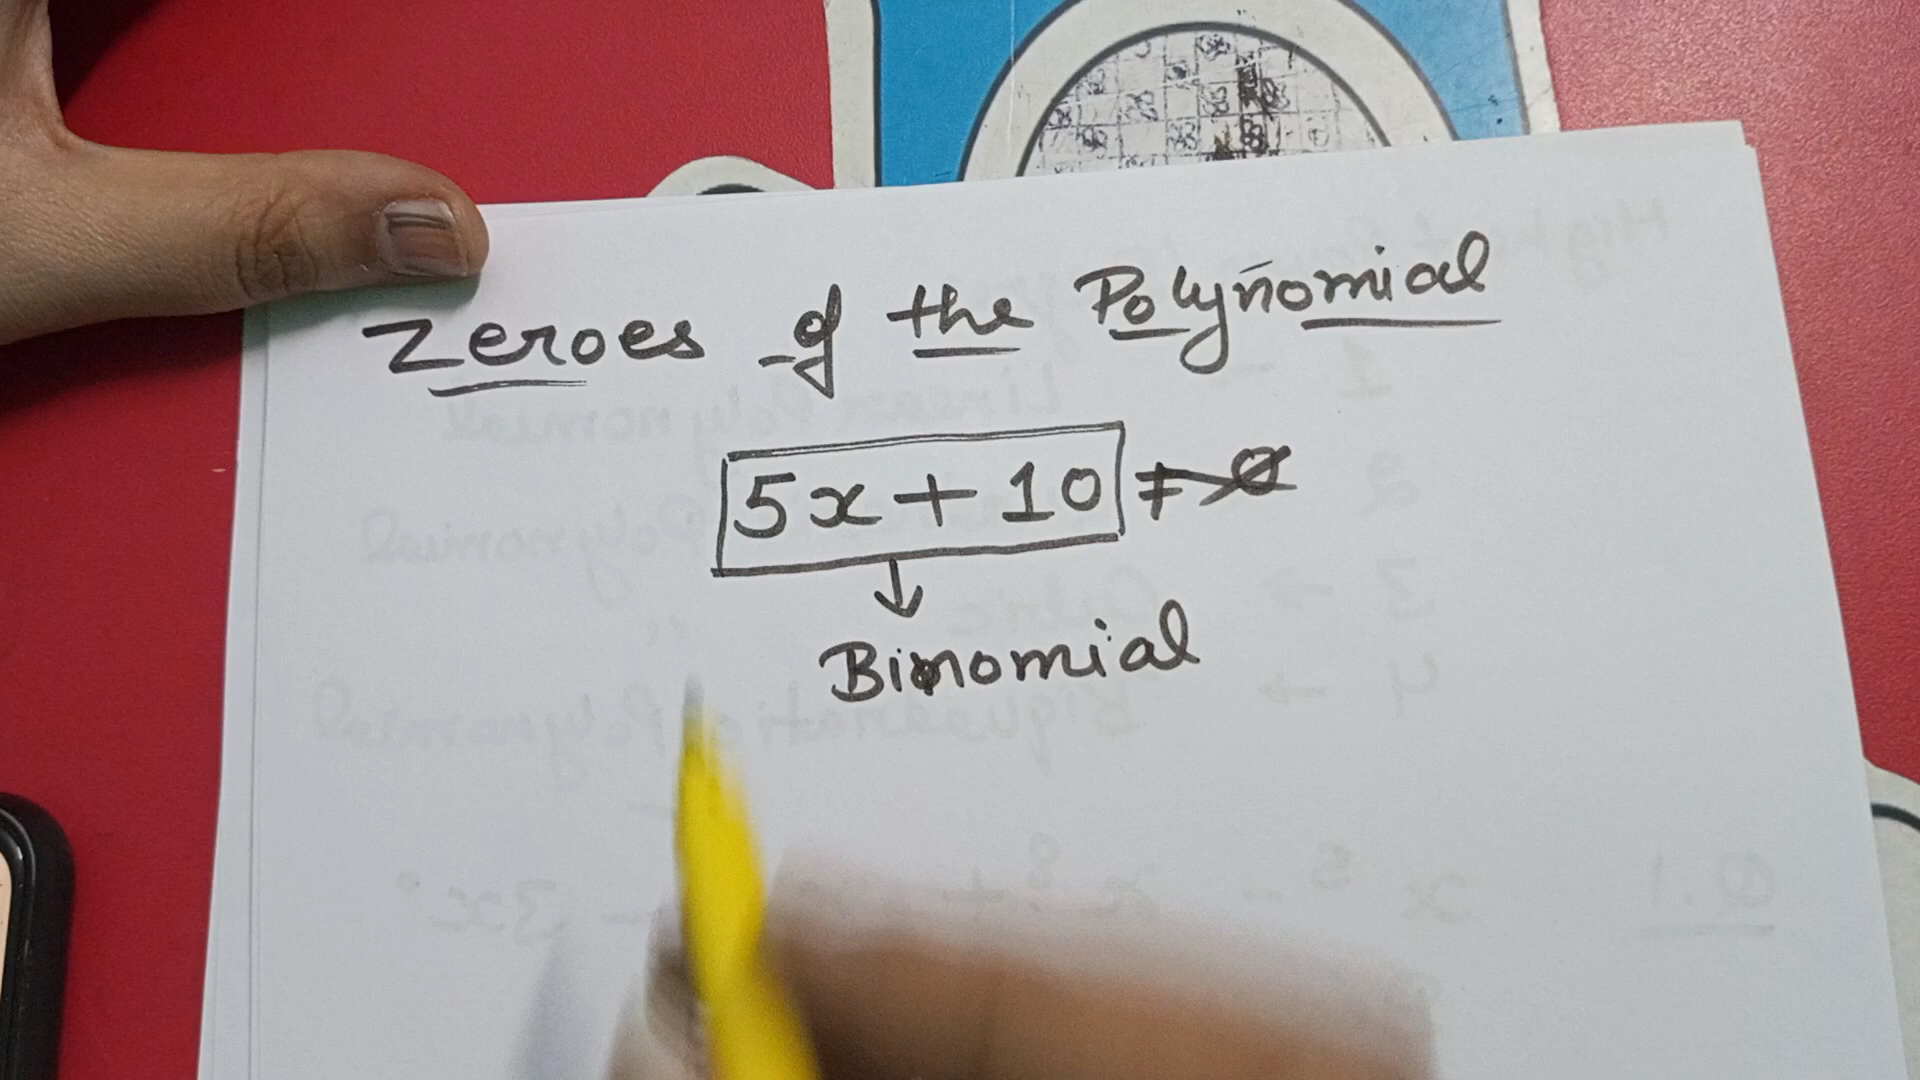 Zeroes of the Polynomial
5x + 10 = 0
↓
Binomial